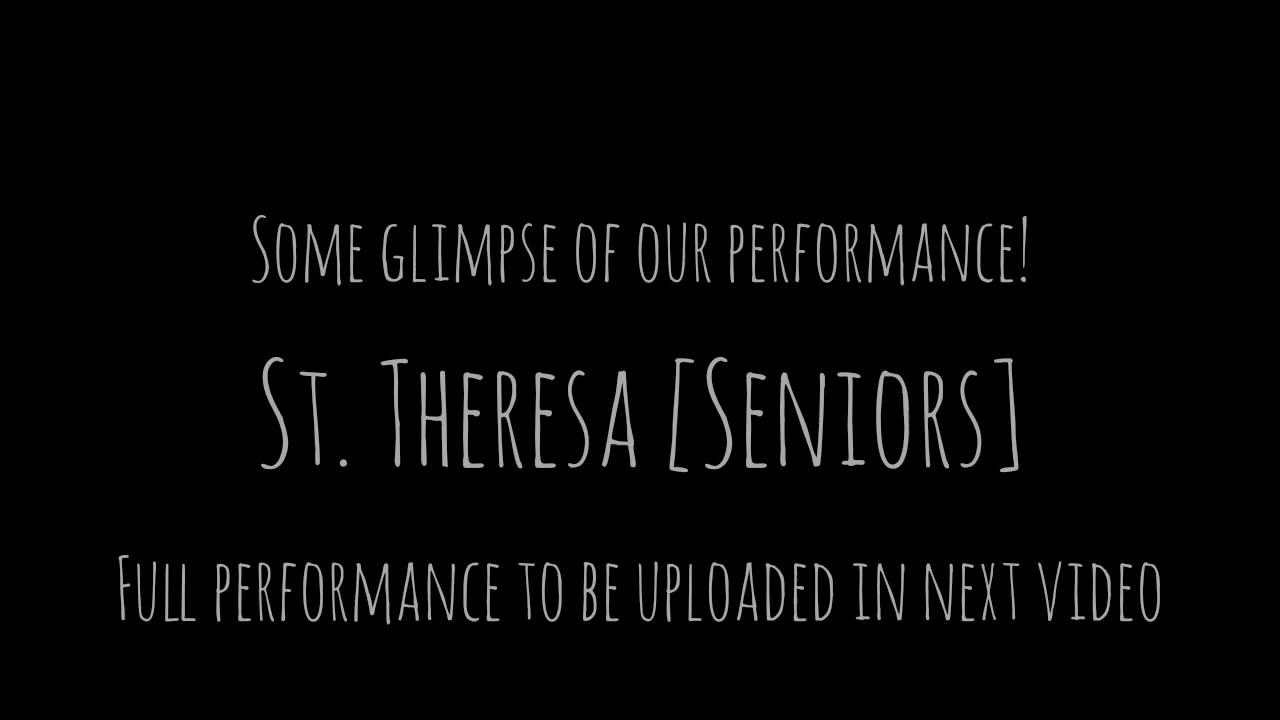 Some glimpse of our performance!
St. Theresa [Seniors]
Full performance to be uploaded in next video